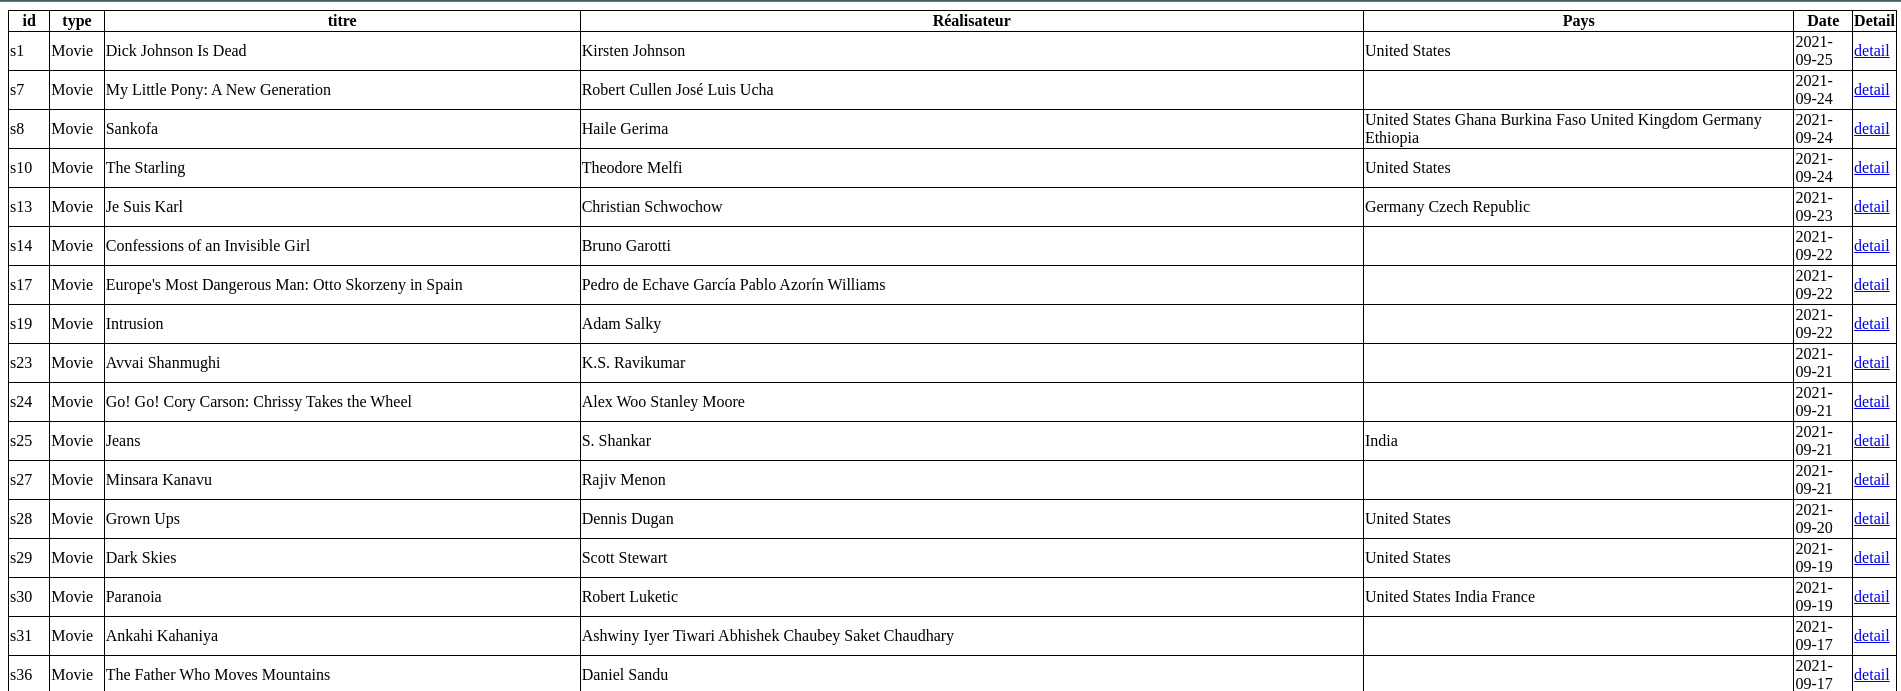 id type titre Réalisateur Pays Date Detail
s1 Movie Dick Johnson Is Dead Kirsten Johnson United States 2021-
09-25 detail
s7 Movie My Little Pony: A New Generation Robert Cullen José Luis Ucha 2021-
09-24 detail
s8 Movie Sankofa Haile Gerima United States Ghana Burkina Faso United Kingdom Germany
Ethiopia 2021-
09-24 detail
s10 Movie The Starling Theodore Melfi United States 2021-
09-24 detail
s13 Movie Je Suis Karl Christian Schwochow Germany Czech Republic 2021-
09-23 detail
s14 Movie Confessions of an Invisible Girl Bruno Garotti 2021-
09-22 detail
s17 Movie Europe's Most Dangerous Man: Otto Skorzeny in Spain Pedro de Echave García Pablo Azorín Williams 2021-
09-22 detail
s19 Movie Intrusion Adam Salky 2021-
09-22 detail
s23 Movie Avvai Shanmughi K.S. Ravikumar 2021-
09-21 detail
s24 Movie Go! Go! Cory Carson: Chrissy Takes the Wheel Alex Woo Stanley Moore 2021-
09-21 detail
s25 Movie Jeans S. Shankar India 2021-
09-21 detail
s27 Movie Minsara Kanavu Rajiv Menon 2021-
09-21 detail
s28 Movie Grown Ups Dennis Dugan United States 2021-
09-20 detail
s29 Movie Dark Skies Scott Stewart United States 2021-
09-19 detail
s30 Movie Paranoia Robert Luketic United States India France 2021-
09-19 detail
s31 Movie Ankahi Kahaniya Ashwiny Iyer Tiwari Abhishek Chaubey Saket Chaudhary 2021-
09-17 detail
s36 Movie The Father Who Moves Mountains Daniel Sandu 2021-
09-17 detail